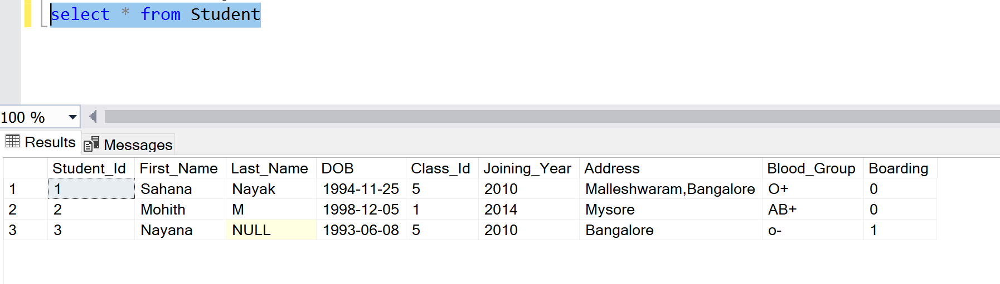 select * from Student
100 %
Results Messages
Student_Id First_Name Last_Name DOB Class_Id Joining_Year Address Blood_Group Boarding
1 1 Sahana Nayak 1994-11-25 5 2010 Malleshwaram,Bangalore O+ 0
2 2 Mohith M 1998-12-05 1 2014 Mysore AB+ 0
3 3 Nayana NULL 1993-06-08 5 2010 Bangalore o- 1